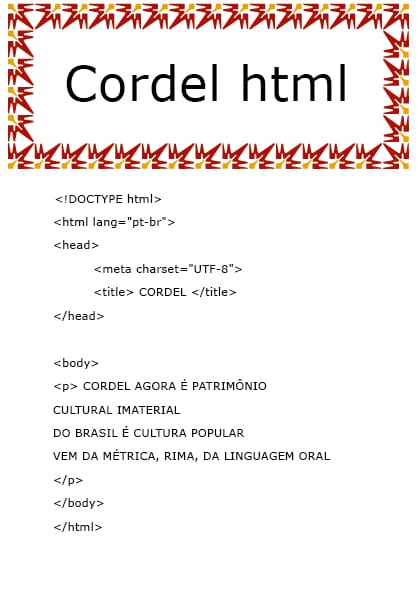 Cordel html
<!DOCTYPE html>
<html lang="pt-br">
<head>
<meta charset="UTF-8">
<title> CORDEL </title>
</head>
<body>
<p> CORDEL AGORA É PATRIMÔNIO
CULTURAL IMATERIAL
DO BRASIL É CULTURA POPULAR
VEM DA MÉTRICA, RIMA, DA LINGUAGEM ORAL
</p>
</body>
</html>